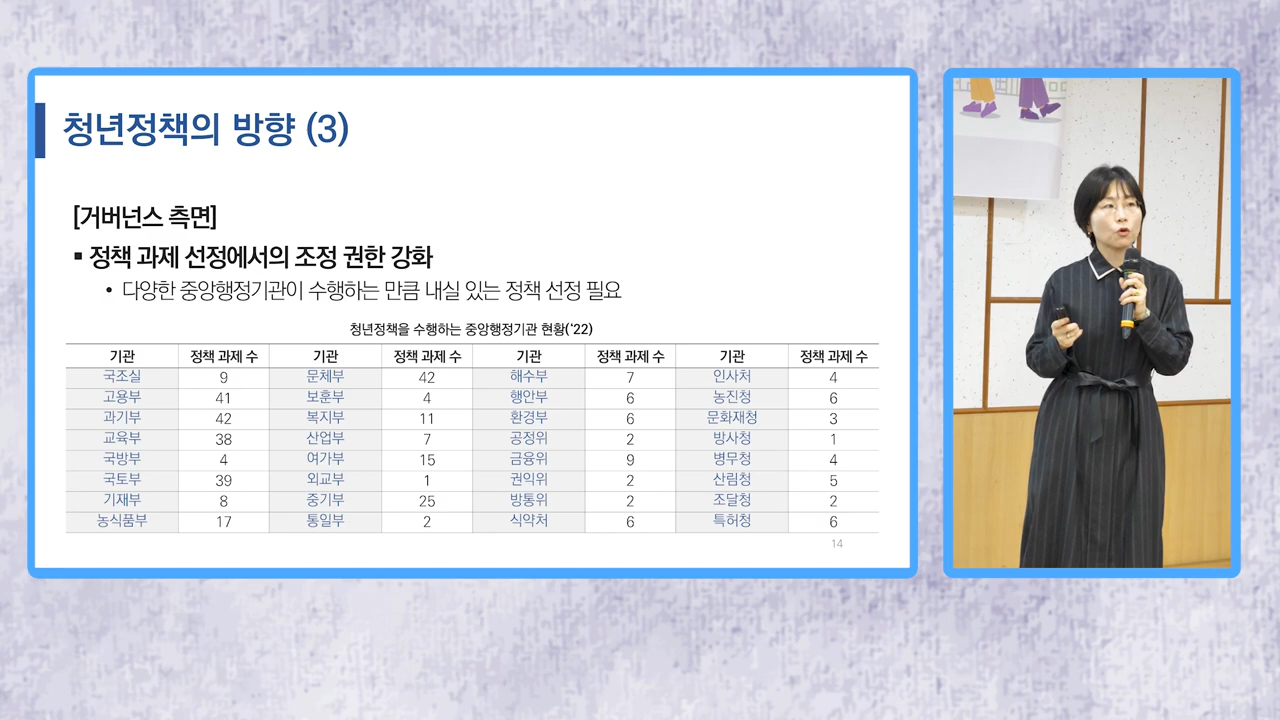 청년정책의 방향 (3)
[거버넌스 측면]
▪ 정책 과제 선정에서의 조정 권한 강화
• 다양한 중앙행정기관이 수행하는 만큼 내실 있는 정책 선정 필요
청년정책을 수행하는 중앙행정기관 현황('22)
기관 정책 과제 수 기관 정책 과제 수 기관 정책 과제 수 기관 정책 과제 수
국조실 9 문체부 42 해수부 7 인사처 4
고용부 41 보훈부 4 행안부 6 농진청 6
과기부 42 복지부 11 환경부 6 문화재청 3
교육부 38 산업부 7 공정위 2 방사청 1
국방부 4 여가부 15 금융위 9 병무청 4
국토부 39 외교부 1 권익위 2 산림청 5
기재부 8 중기부 25 방통위 2 조달청 2
농식품부 17 통일부 2 식약처 6 특허청 6
14